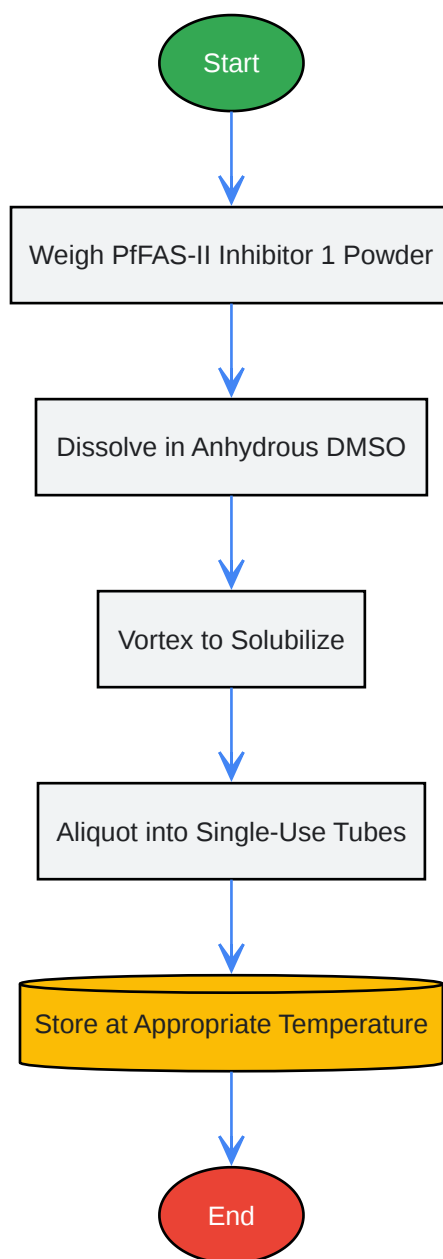 Start
Weigh PfFAS-II Inhibitor 1 Powder
Dissolve in Anhydrous DMSO
Vortex to Solubilize
Aliquot into Single-Use Tubes
Store at Appropriate Temperature
End